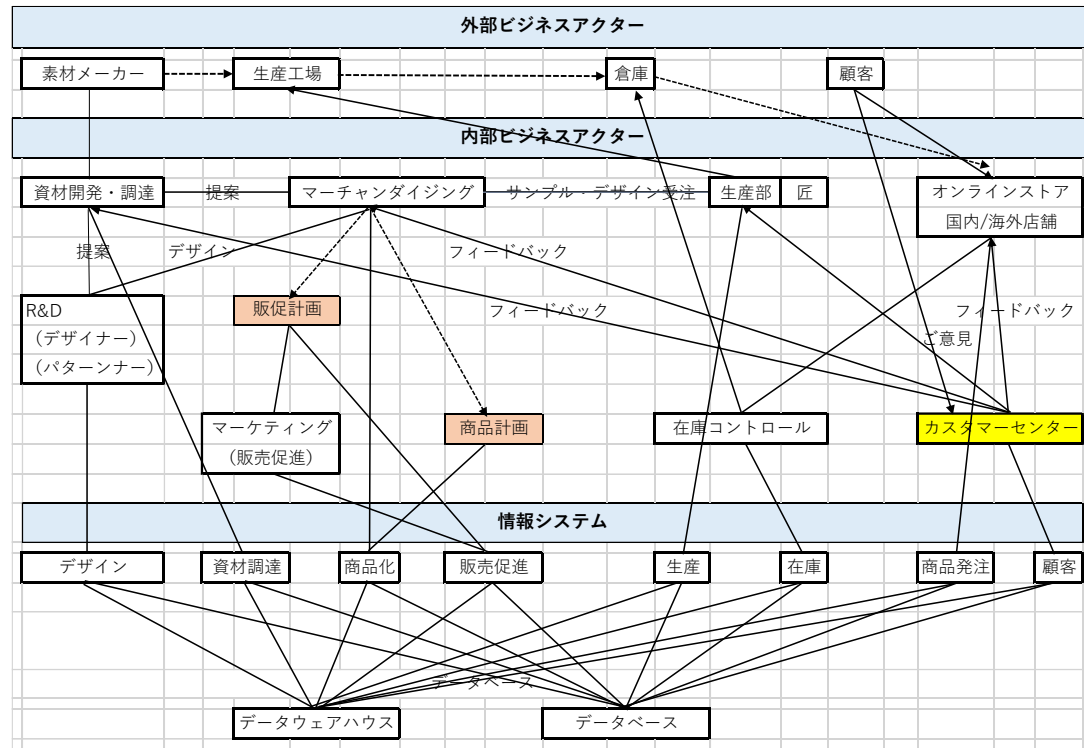 外部ビジネスアクター
素材メーカー
生産工場
倉庫
顧客
内部ビジネスアクター
資材開発・調達
提案
マーチャンダイジング
サンプル・デザイン受注
生産部
匠
オンラインストア
国内/海外店舗
提案
デザイン
フィードバック
R&D
（デザイナー）
（パターンナー）
販促計画
フィードバック
フィードバック
ご意見
マーケティング
（販売促進）
商品計画
在庫コントロール
カスタマーセンター
情報システム
デザイン
資材調達
商品化
販売促進
生産
在庫
商品発注
顧客
データベース
データウェアハウス
データベース